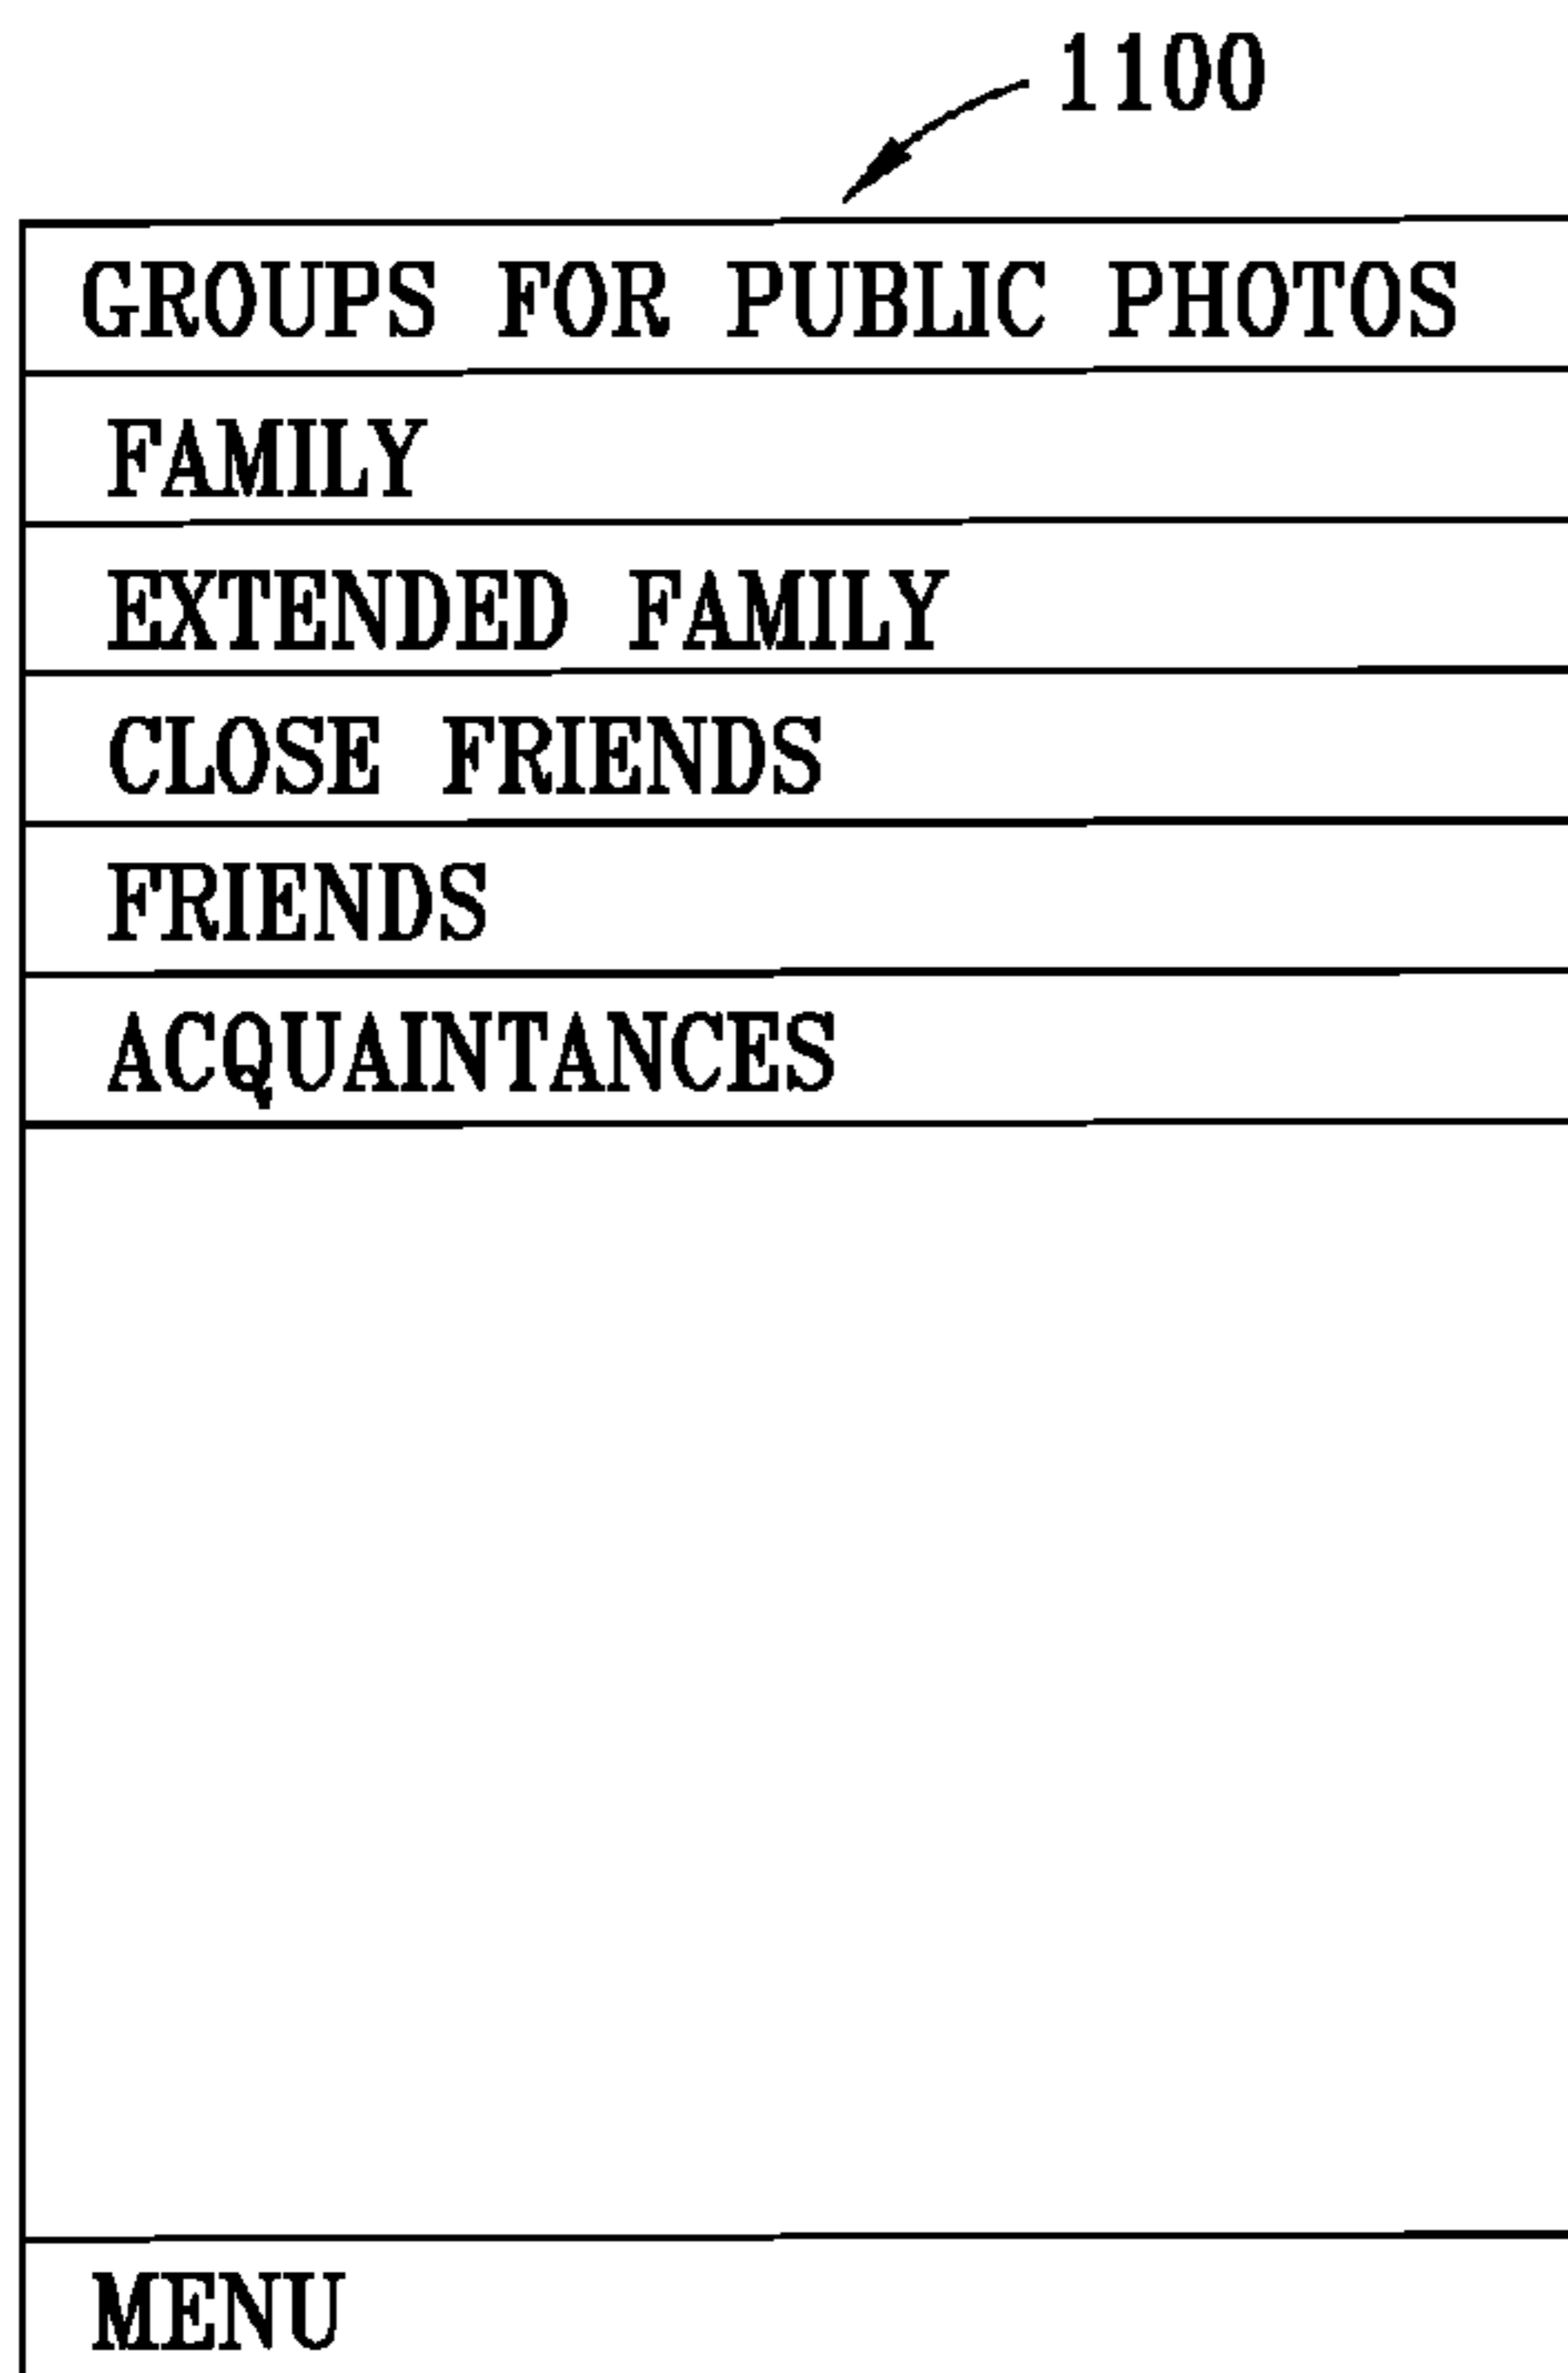 1100
GROUPS FOR PUBLIC PHOTOS
FAMILY
EXTENDED FAMILY
CLOSE FRIENDS
FRIENDS
ACQUAINTANCES
MENU